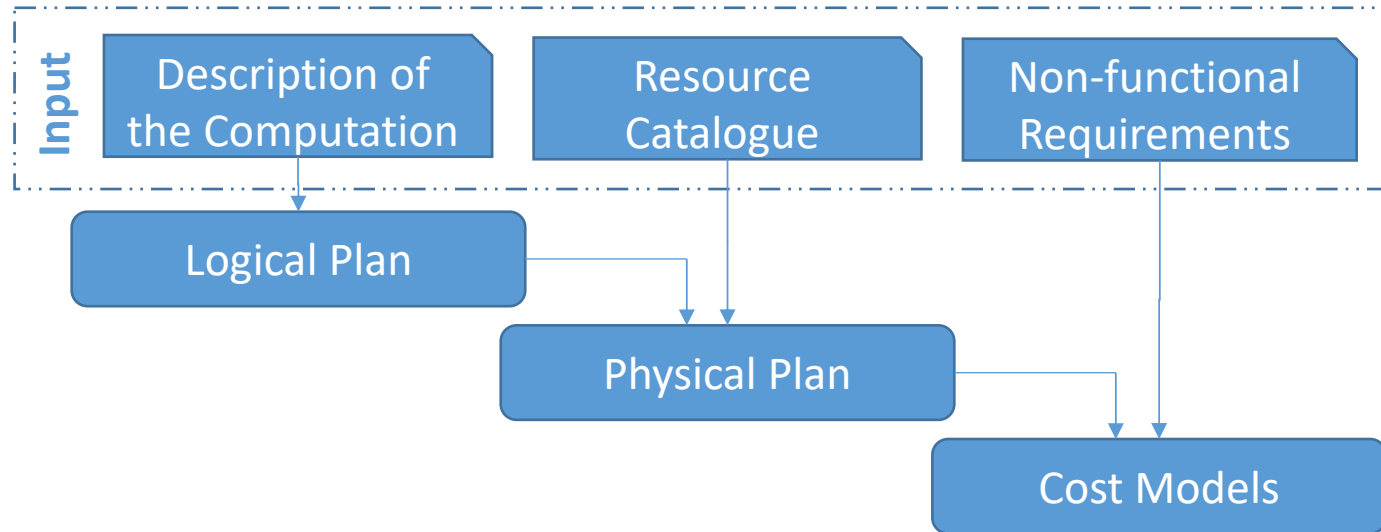 Input
Description of
the Computation
Resource
Catalogue
Non-functional
Requirements
Logical Plan
Physical Plan
Cost Models